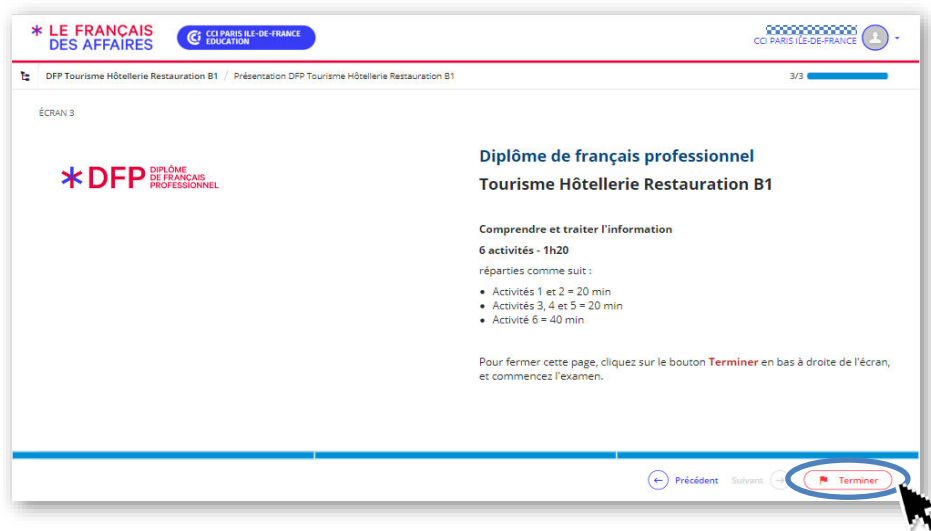 LE FRANÇAIS
DES AFFAIRES
CCI PARIS ILE-DE-FRANCE
EDUCATION
CCI PARIS ILE-DE-FRANCE
DFP Tourisme Hôtellerie Restauration B1 / Présentation DFP Tourisme Hôtellerie Restauration B1
3/3
ÉCRAN 3
DFP DIPLÔME
DE FRANÇAIS
PROFESSIONNEL
Diplôme de français professionnel
Tourisme Hôtellerie Restauration B1
Comprendre et traiter l'information
6 activités - 1h20
réparties comme suit :
• Activités 1 et 2 = 20 min
• Activités 3, 4 et 5 = 20 min
• Activité 6 = 40 min
Pour fermer cette page, cliquez sur le bouton Terminer en bas à droite de l'écran,
et commencez l'examen.
Précédent Suivant Terminer